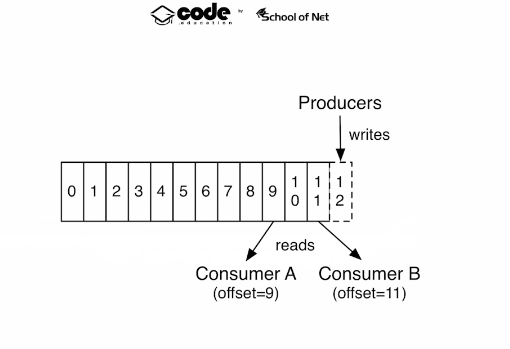 code by School of Net
.education
Producers
writes
0 1 2 3 4 5 6 7 8 9 10 11 12
reads
Consumer A Consumer B
(offset=9) (offset=11)